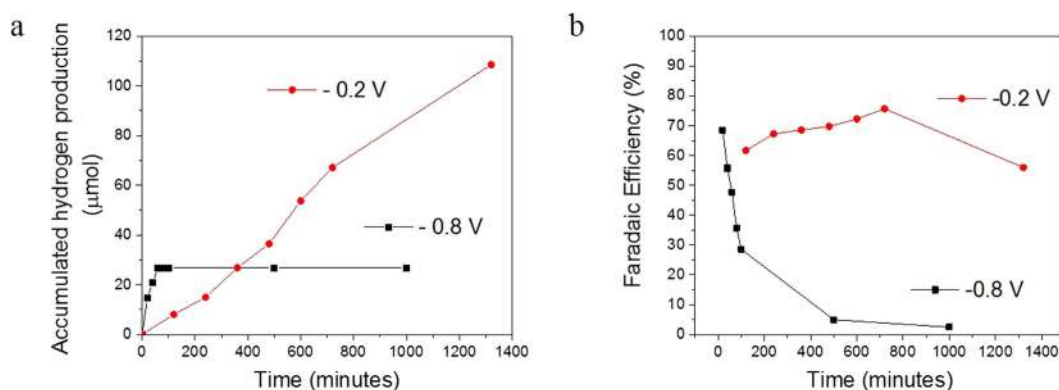 a
Accumulated hydrogen production
(μmol)
120
100
80
60
40
20
0
- 0.2 V
- 0.8 V
0 200 400 600 800 1000 1200 1400
Time (minutes)
b
Faradaic Efficiency (%)
100
90
80
70
60
50
40
30
20
10
0
-0.2 V
-0.8 V
0 200 400 600 800 1000 1200 1400
Time (minutes)